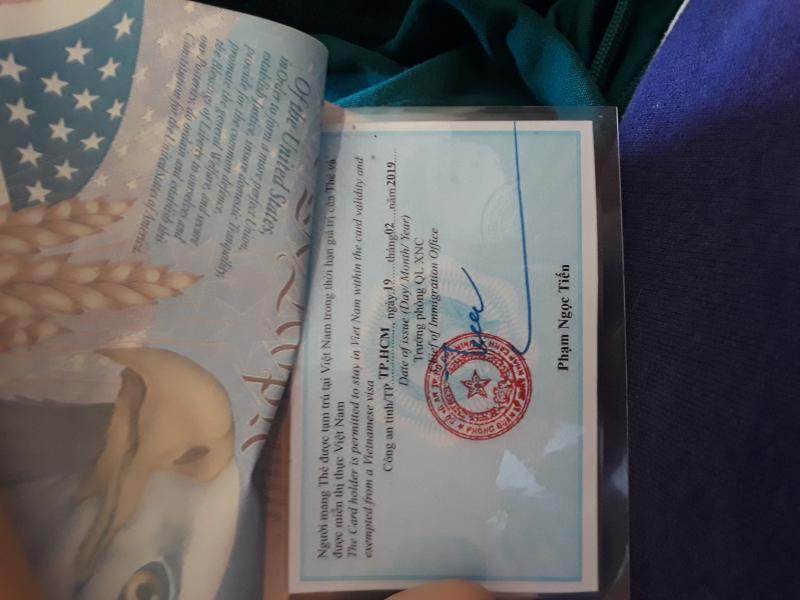 Of the United States,
in Order to form a more perfect Union,
establish Justice, insure domestic Tranquility,
provide for the common defence,
promote the general Welfare, and secure
the Blessings of Liberty to ourselves and
our Posterity, do ordain and establish this
Constitution for the United States of America.
Người mang Thẻ được tạm trú tại Việt Nam trong thời hạn giá trị của Thẻ và
được miễn thị thực Việt Nam
The Card holder is permitted to stay in Viet Nam within the card validity and
exempted from a Vietnamese visa
Công an tỉnh/TP TP.HCM, ngày 19 tháng 02 năm 2019
Date of issue (Day/Month/Year)
Trưởng phòng QL XNC
Chief of Immigration Office
Phạm Ngọc Tiến